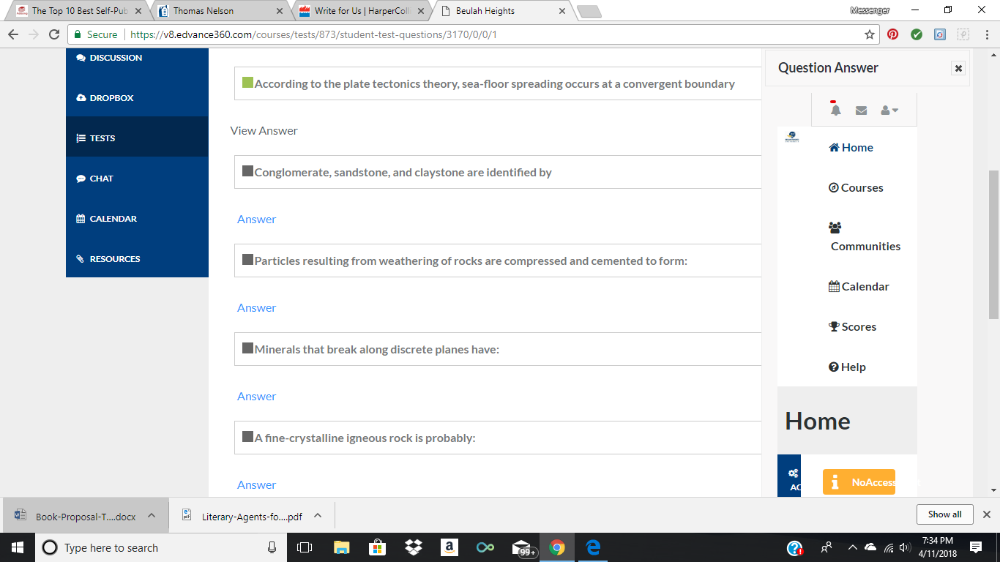 The Top 10 Best Self-Pub
Thomas Nelson
Write for Us | HarperColli
Beulah Heights
Messenger
Secure
https://v8.edvance360.com/courses/tests/873/student-test-questions/3170/0/0/1
DISCUSSION
DROPBOX
TESTS
CHAT
CALENDAR
RESOURCES
According to the plate tectonics theory, sea-floor spreading occurs at a convergent boundary
View Answer
Conglomerate, sandstone, and claystone are identified by
Answer
Particles resulting from weathering of rocks are compressed and cemented to form:
Answer
Minerals that break along discrete planes have:
Answer
A fine-crystalline igneous rock is probably:
Answer
Question Answer
Home
Courses
Communities
Calendar
Scores
Help
Home
AC
NoAccess
Book-Proposal-T....docx
Literary-Agents-fo....pdf
Show all
Type here to search
99+
7:34 PM
4/11/2018